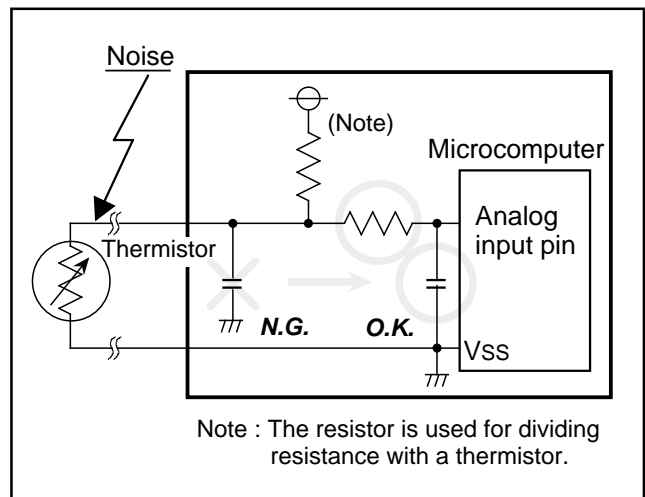 Noise
(Note)
Microcomputer
Analog
input pin
Thermistor
N.G.
O.K.
VSS
Note : The resistor is used for dividing
resistance with a thermistor.